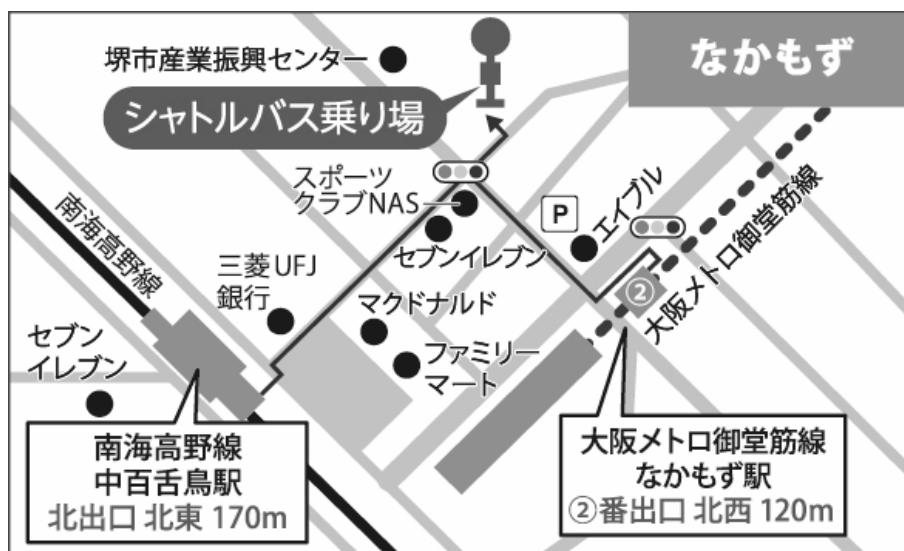 なかもず
堺市産業振興センター
シャトルバス乗り場
スポーツ
クラブNAS
P
エイブル
セブンイレブン
南海高野線
三菱UFJ
銀行
マクドナルド
②
大阪メトロ御堂筋線
セブン
イレブン
ファミリー
マート
南海高野線
中百舌鳥駅
北出口 北東 170m
大阪メトロ御堂筋線
なかもず駅
②番出口 北西 120m